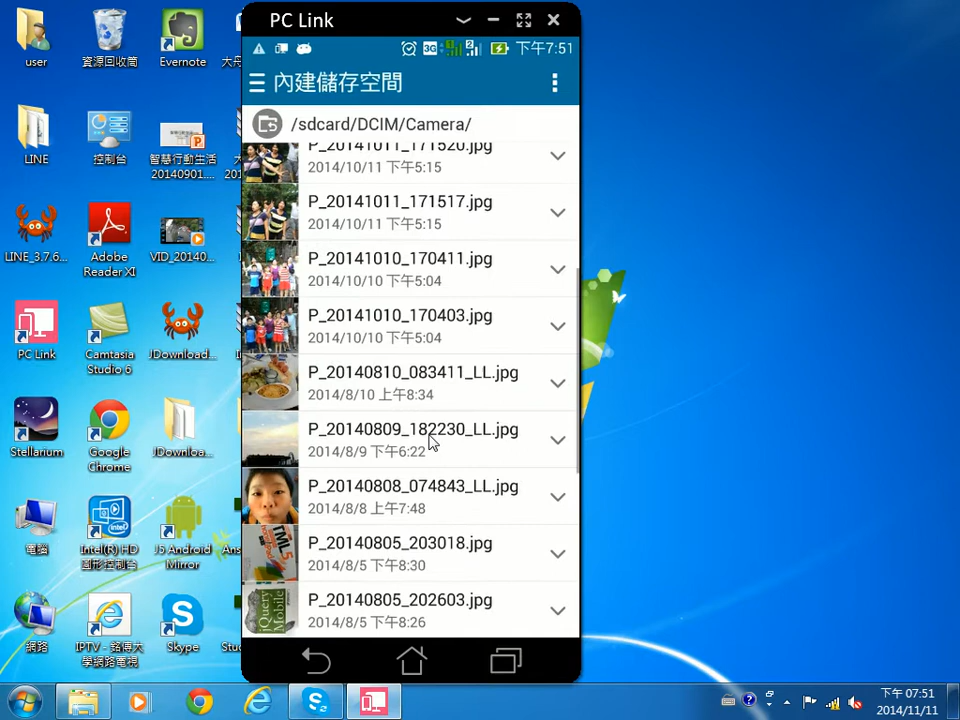 PC Link
3G
下午7:51
內建儲存空間
/sdcard/DCIM/Camera/
P_20141011_171520.jpg
2014/10/11 下午5:15
P_20141011_171517.jpg
2014/10/11 下午5:15
P_20141010_170411.jpg
2014/10/10 下午5:04
P_20141010_170403.jpg
2014/10/10 下午5:04
P_20140810_083411_LL.jpg
2014/8/10 上午8:34
P_20140809_182230_LL.jpg
2014/8/9 下午6:22
P_20140808_074843_LL.jpg
2014/8/8 上午7:48
P_20140805_203018.jpg
2014/8/5 下午8:30
P_20140805_202603.jpg
2014/8/5 下午8:26
jQuery
Mobile
user
資源回收筒
Evernote
LINE
控制台
智慧行動生活
20140901....
LINE_3.7.6...
Adobe
Reader XI
VID_20140...
PC Link
Camtasia
Studio 6
JDownload...
Stellarium
Google
Chrome
JDownloa...
電腦
Intel(R) HD
圖形控制台
J5 Android
Mirror
網路
IPTV - 銘傳大
學網路電視
Skype
下午 07:51
2014/11/11